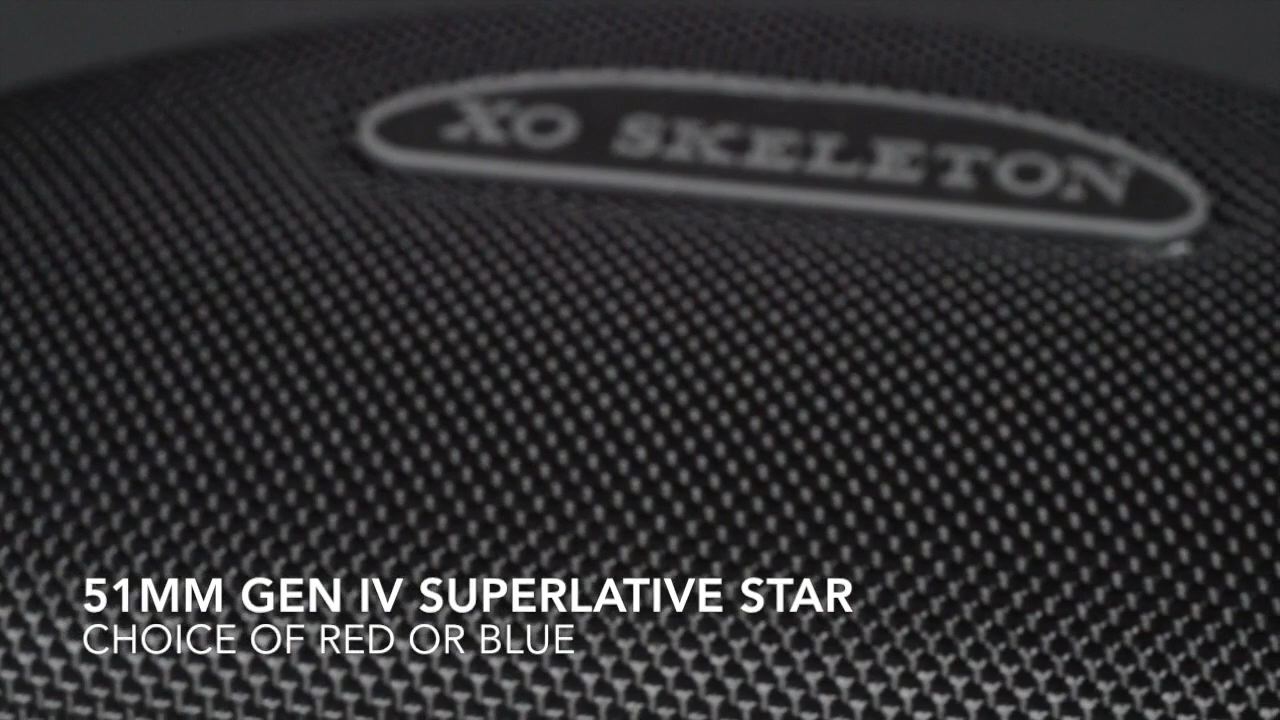 XO SKELETON
51MM GEN IV SUPERLATIVE STAR
CHOICE OF RED OR BLUE